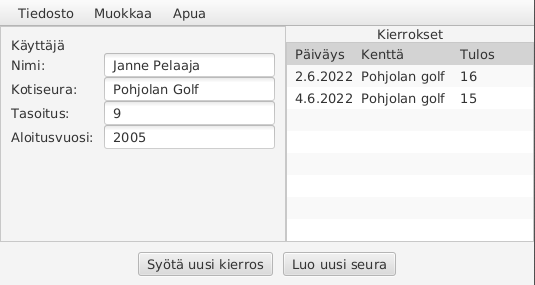 Tiedosto Muokkaa Apua
Käyttäjä
Nimi: Janne Pelaaja
Kotiseura: Pohjolan Golf
Tasoitus: 9
Aloitusvuosi: 2005
Kierrokset
Päiväys Kenttä Tulos
2.6.2022 Pohjolan golf 16
4.6.2022 Pohjolan golf 15
Syötä uusi kierros Luo uusi seura